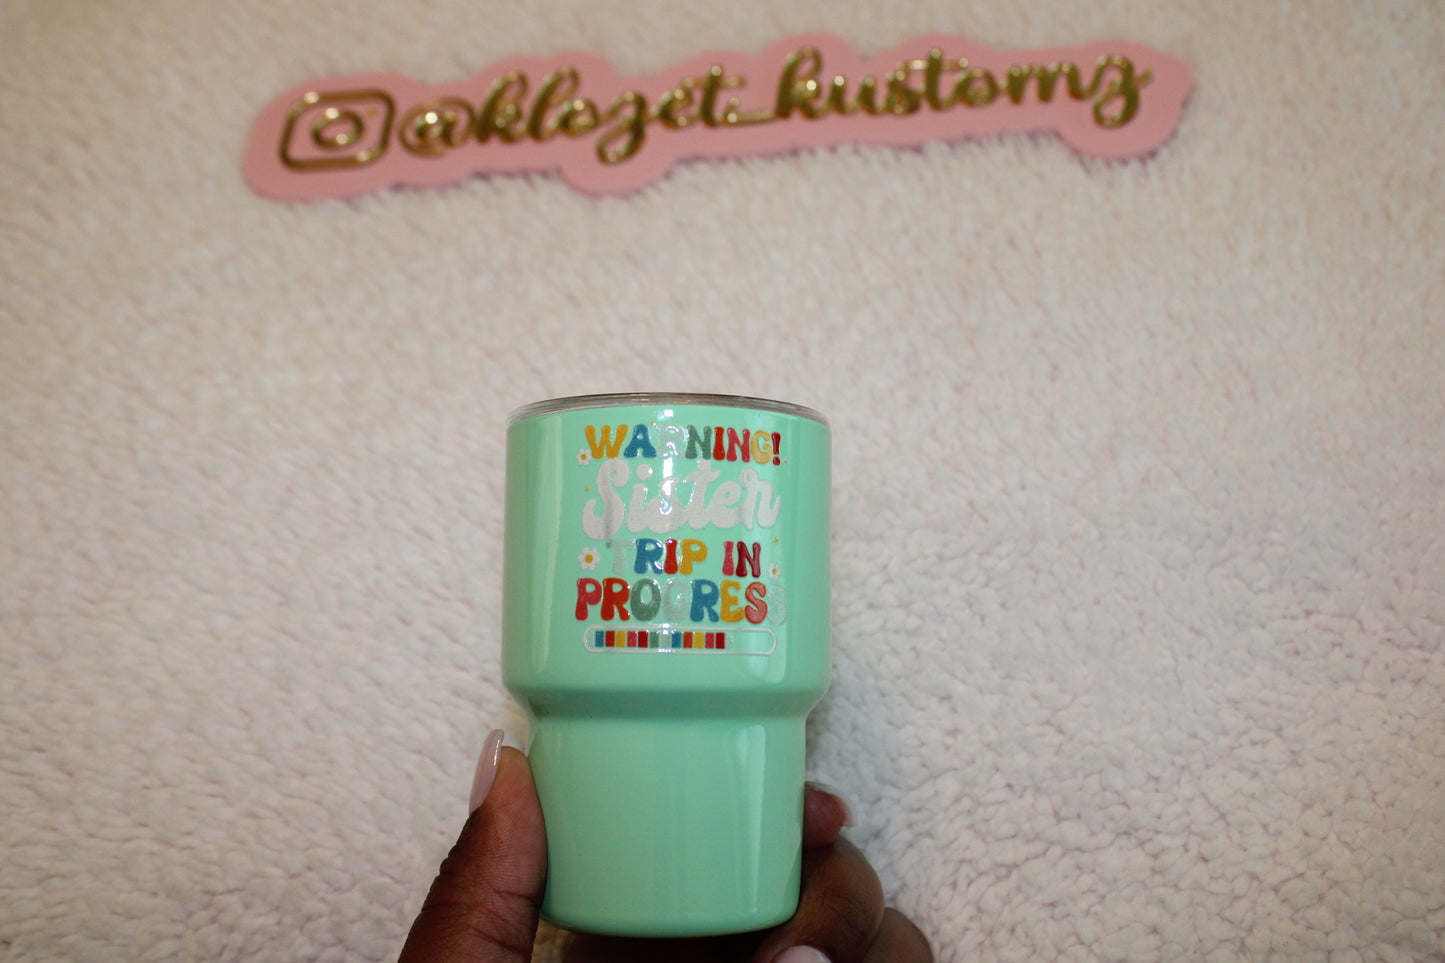 @klozet_kustomz
WARNING!
Sister
TRIP IN
PROGRESS